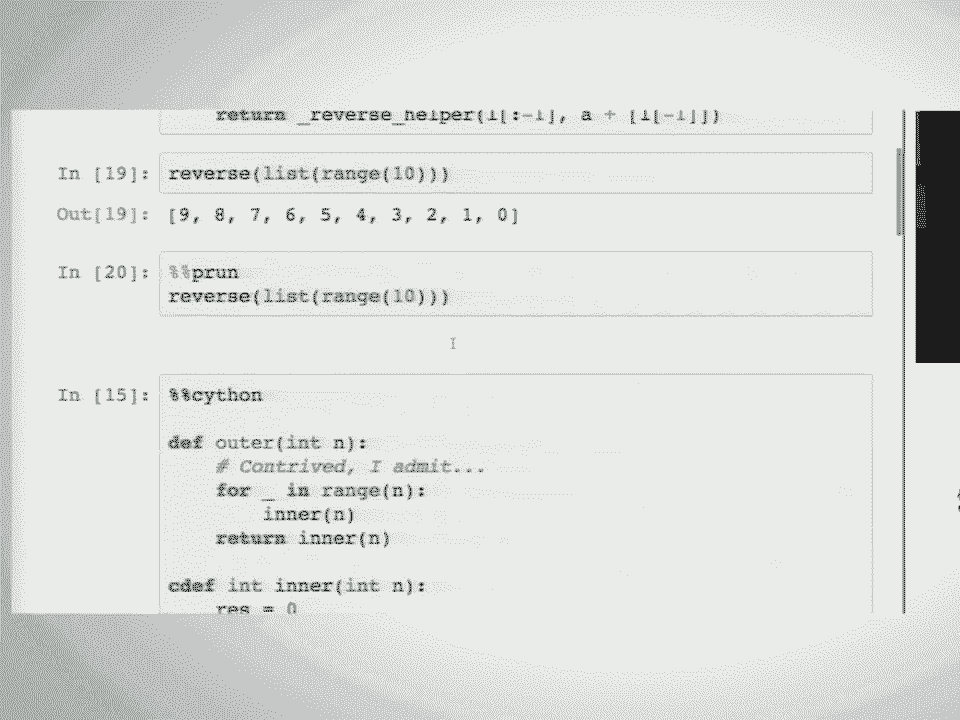 return _reverse_helper(l[:-1], a + [l[-1]])
In [19]: reverse(list(range(10)))
Out[19]: [9, 8, 7, 6, 5, 4, 3, 2, 1, 0]
In [20]: %%prun
reverse(list(range(10)))
In [15]: %%cython
def outer(int n):
# Contrived, I admit...
for _ in range(n):
inner(n)
return inner(n)
cdef int inner(int n):
res = 0